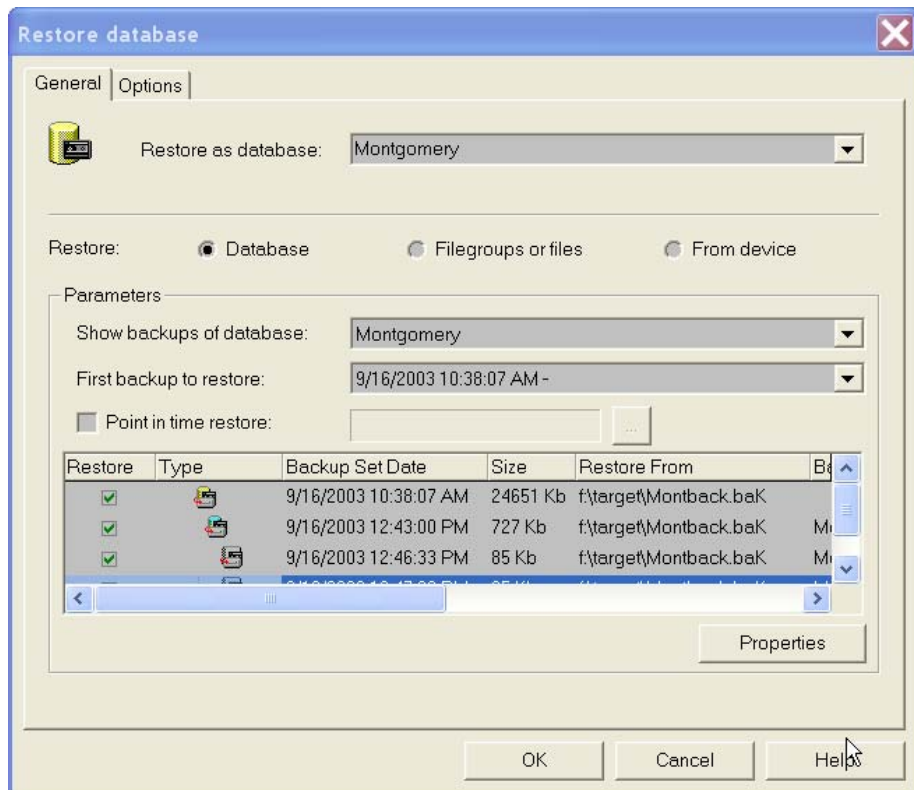 Restore database
General Options
Restore as database: Montgomery
Restore: Database Filegroups or files From device
Parameters
Show backups of database: Montgomery
First backup to restore: 9/16/2003 10:38:07 AM -
Point in time restore: ...
Restore Type Backup Set Date Size Restore From
9/16/2003 10:38:07 AM 24651 Kb f:\target\Montback.baK
9/16/2003 12:43:00 PM 727 Kb f:\target\Montback.baK
9/16/2003 12:46:33 PM 85 Kb f:\target\Montback.baK
Properties
OK Cancel Help